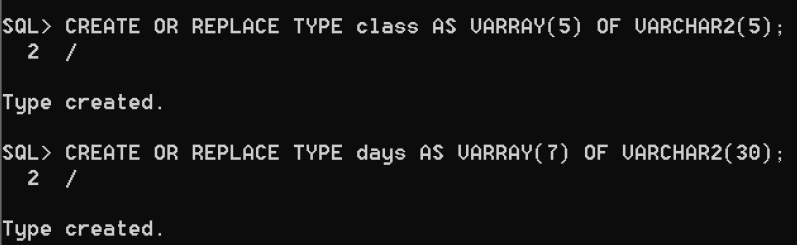 SQL> CREATE OR REPLACE TYPE class AS VARRAY(5) OF VARCHAR2(5);
2 /
Type created.
SQL> CREATE OR REPLACE TYPE days AS VARRAY(7) OF VARCHAR2(30);
2 /
Type created.